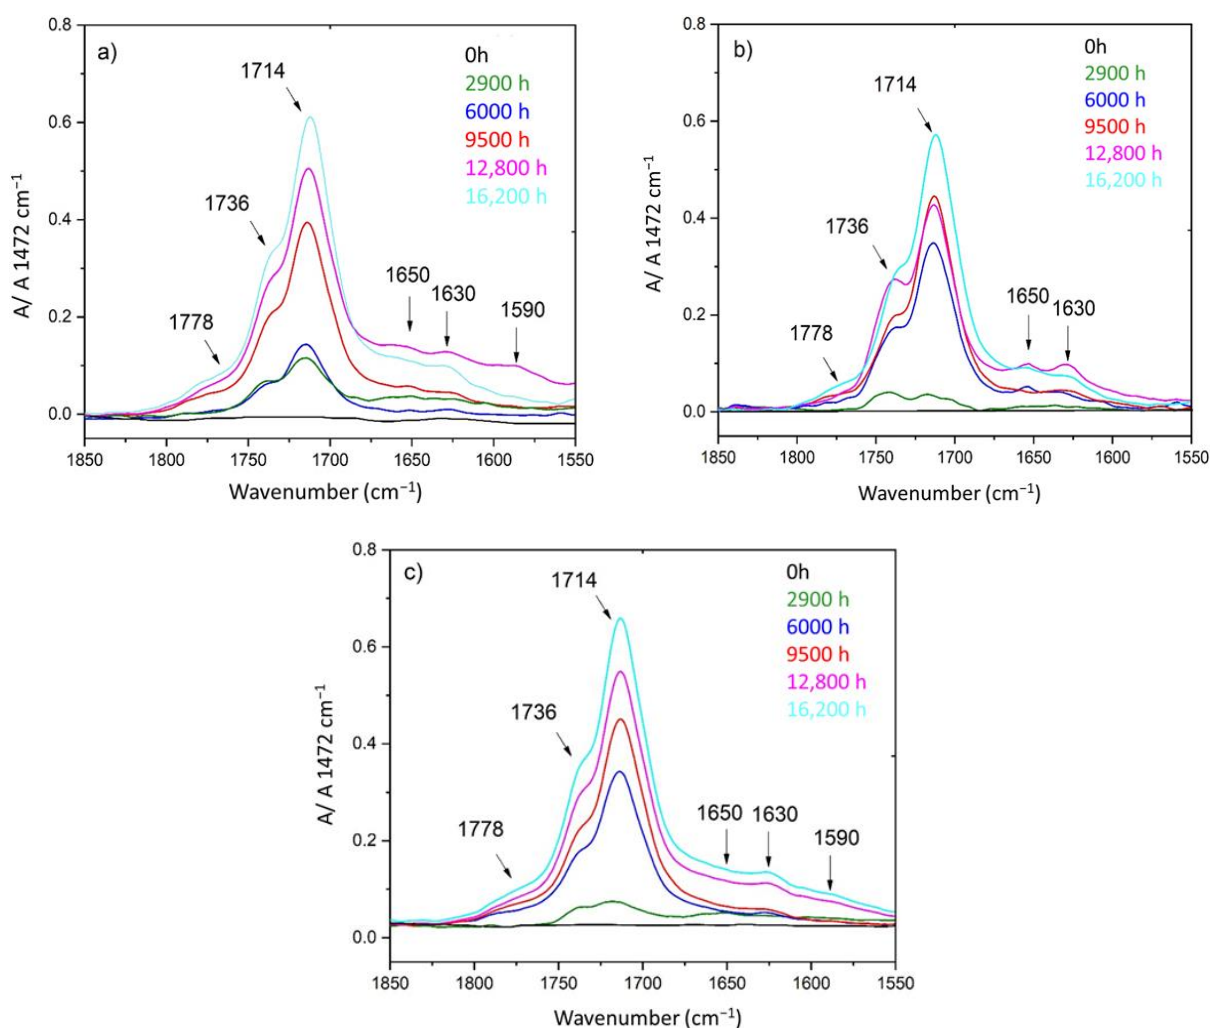 a)
0h
2900 h
6000 h
9500 h
12,800 h
16,200 h
1714
1736
1778
1650
1630
1590
0.8
0.6
0.4
0.2
0.0
A/ A 1472 cm⁻¹
1850 1800 1750 1700 1650 1600 1550
Wavenumber (cm⁻¹)
b)
0h
2900 h
6000 h
9500 h
12,800 h
16,200 h
1714
1736
1778
1650
1630
0.8
0.6
0.4
0.2
0.0
A/ A 1472 cm⁻¹
1850 1800 1750 1700 1650 1600 1550
Wavenumber (cm⁻¹)
c)
0h
2900 h
6000 h
9500 h
12,800 h
16,200 h
1714
1736
1778
1650
1630
1590
0.8
0.6
0.4
0.2
0.0
A/ A 1472 cm⁻¹
1850 1800 1750 1700 1650 1600 1550
Wavenumber (cm⁻¹)